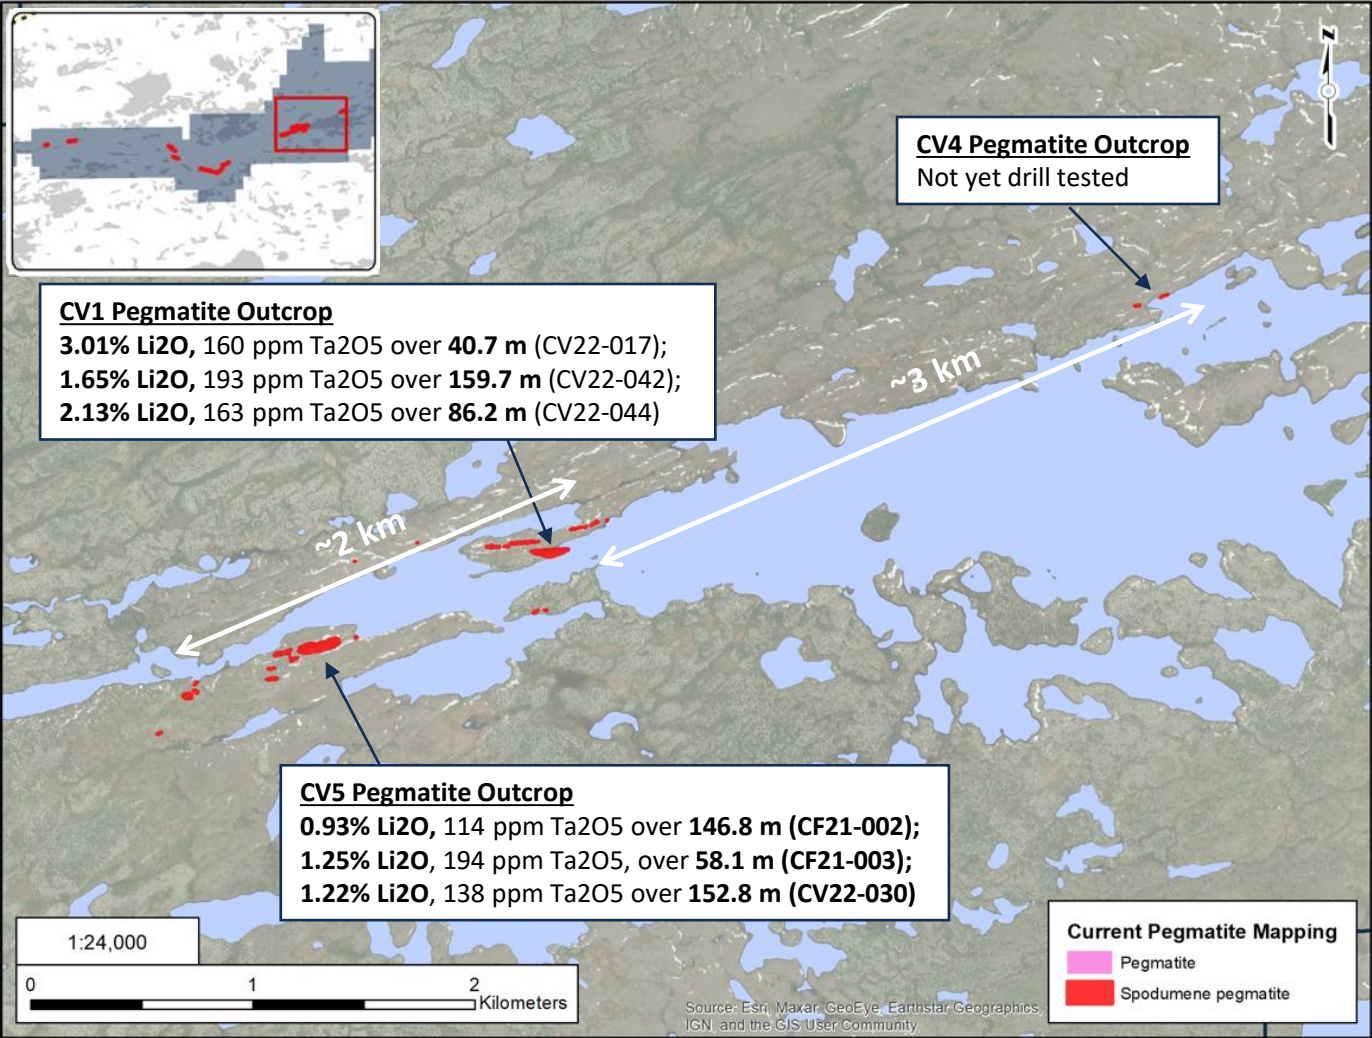 N
CV4 Pegmatite Outcrop
Not yet drill tested
CV1 Pegmatite Outcrop
3.01% Li2O, 160 ppm Ta2O5 over 40.7 m (CV22-017);
1.65% Li2O, 193 ppm Ta2O5 over 159.7 m (CV22-042);
2.13% Li2O, 163 ppm Ta2O5 over 86.2 m (CV22-044)
~3 km
~2 km
CV5 Pegmatite Outcrop
0.93% Li2O, 114 ppm Ta2O5 over 146.8 m (CF21-002);
1.25% Li2O, 194 ppm Ta2O5, over 58.1 m (CF21-003);
1.22% Li2O, 138 ppm Ta2O5 over 152.8 m (CV22-030)
1:24,000
0 1 2
Kilometers
Source: Esri, Maxar, GeoEye, Earthstar Geographics,
IGN, and the GIS User Community
Current Pegmatite Mapping
Pegmatite
Spodumene pegmatite